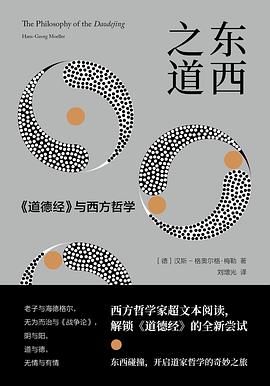 The Philosophy of the Daodejing
Hans-Georg Moeller
东西
之道
《道德经》与西方哲学
[德] 汉斯-格奥尔格·梅勒 著
刘增光 译
老子与海德格尔，
无为而治与《战争论》，
阴与阳，
道与德，
无情与有情
西方哲学家超文本阅读，
解锁《道德经》的全新尝试
东西碰撞，开启道家哲学的奇妙之旅